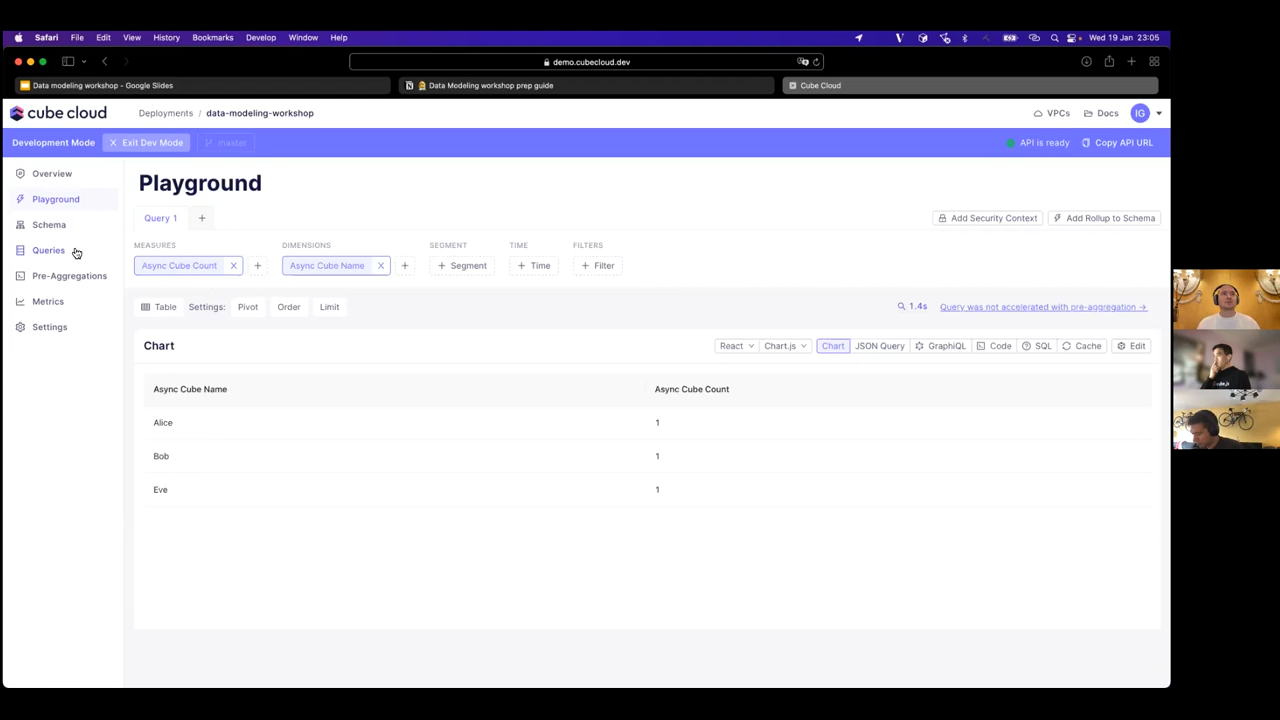 Safari File Edit View History Bookmarks Develop Window Help Wed 19 Jan 23:05
demo.cubecloud.dev
Data modeling workshop - Google Slides
Data Modeling workshop prep guide
Cube Cloud
cube cloud
Deployments / data-modeling-workshop
VPCs
Docs
IG
Development Mode
Exit Dev Mode
master
API is ready
Copy API URL
Overview
Playground
Schema
Queries
Pre-Aggregations
Metrics
Settings
Playground
Query 1
Add Security Context
Add Rollup to Schema
MEASURES DIMENSIONS SEGMENT TIME FILTERS
Async Cube Count Async Cube Name Segment Time Filter
Table Settings: Pivot Order Limit
1.4s
Query was not accelerated with pre-aggregation →
Chart
React Chart.js Chart JSON Query GraphiQL Code SQL Cache Edit
Async Cube Name Async Cube Count
Alice 1
Bob 1
Eve 1